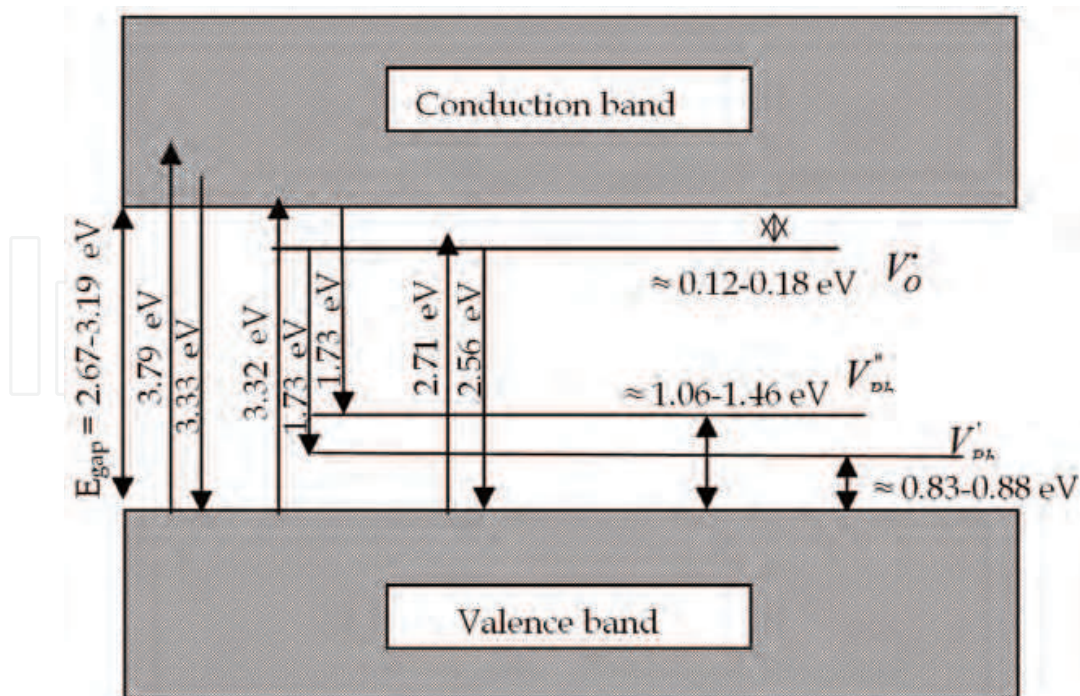 Conduction band
E_gap = 2.67-3.19 eV
3.79 eV
3.33 eV
3.32 eV
1.73 eV
1.73 eV
2.71 eV
2.56 eV
≈ 0.12-0.18 eV V_O^•
≈1.06-1.46 eV V''
V'
≈ 0.83-0.88 eV
Valence band